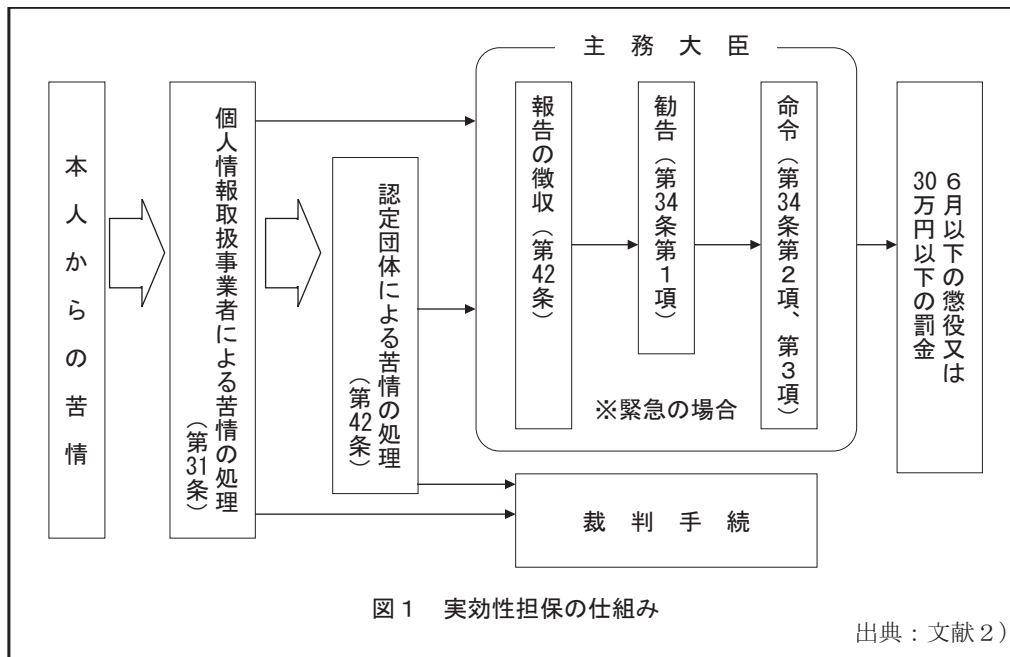 本人からの苦情
個人情報取扱事業者による苦情の処理
（第31条）
認定団体による苦情の処理
（第42条）
主務大臣
報告の徴収（第42条）
勧告（第34条第1項）
命令（第34条第2項、第3項）
※緊急の場合
６月以下の懲役又は
30万円以下の罰金
裁判手続
図１　実効性担保の仕組み
出典：文献２）